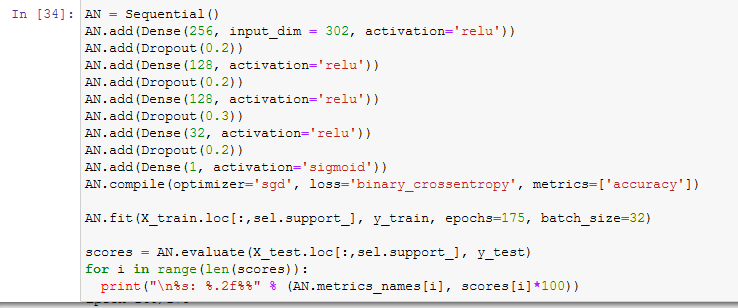 In [34]: AN = Sequential()
AN.add(Dense(256, input_dim = 302, activation='relu'))
AN.add(Dropout(0.2))
AN.add(Dense(128, activation='relu'))
AN.add(Dropout(0.2))
AN.add(Dense(128, activation='relu'))
AN.add(Dropout(0.3))
AN.add(Dense(32, activation='relu'))
AN.add(Dropout(0.2))
AN.add(Dense(1, activation='sigmoid'))
AN.compile(optimizer='sgd', loss='binary_crossentropy', metrics=['accuracy'])

AN.fit(X_train.loc[:,sel.support_], y_train, epochs=175, batch_size=32)

scores = AN.evaluate(X_test.loc[:,sel.support_], y_test)
for i in range(len(scores)):
  print("\n%s: %.2f%%" % (AN.metrics_names[i], scores[i]*100))